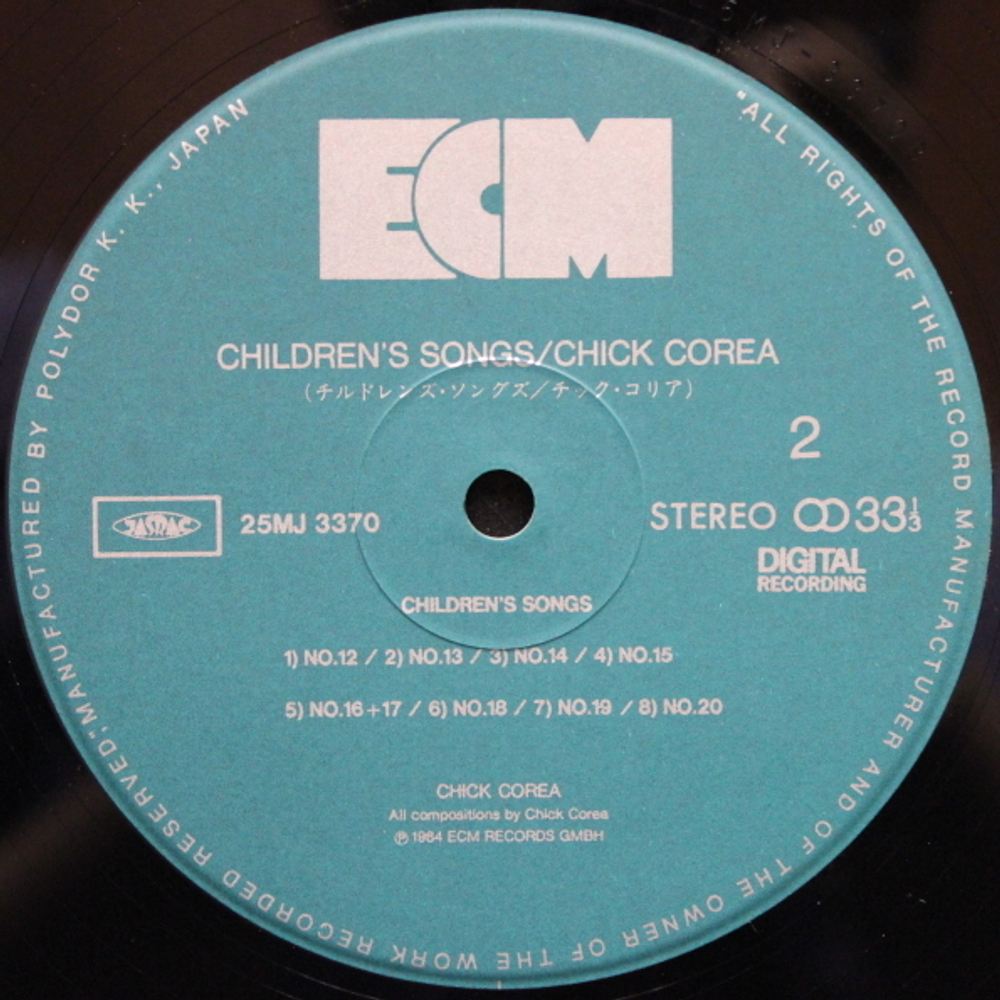 ECM
CHILDREN'S SONGS/CHICK COREA
(チルドレンズ・ソングズ/チック・コリア)
2
JASRAC
25MJ 3370
STEREO 33⅓
DIGITAL
RECORDING
CHILDREN'S SONGS
1) NO.12 / 2) NO.13 / 3) NO.14 / 4) NO.15
5) NO.16+17 / 6) NO.18 / 7) NO.19 / 8) NO.20
CHICK COREA
All compositions by Chick Corea
℗ 1984 ECM RECORDS GMBH
"ALL RIGHTS OF THE RECORD MANUFACTURER AND OF THE OWNER OF THE WORK RECORDED RESERVED", MANUFACTURED BY POLYDOR K. K., JAPAN